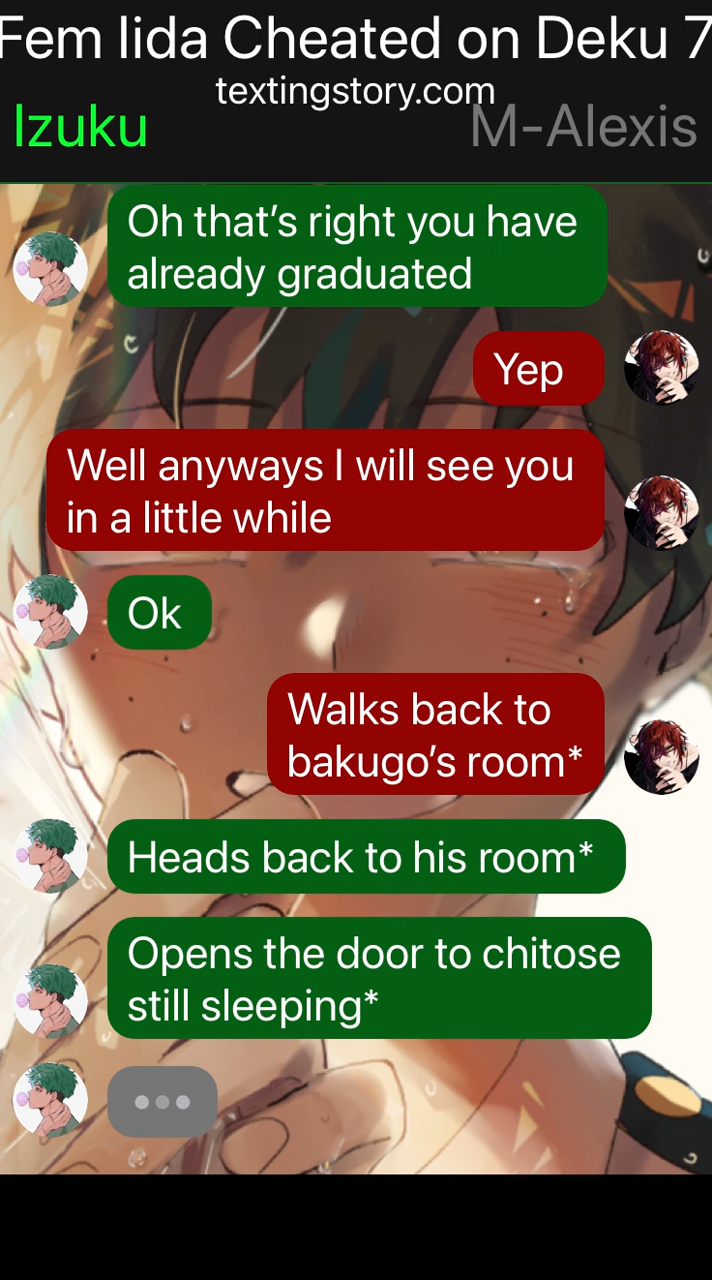 Fem Iida Cheated on Deku 7
textingstory.com
Izuku
M-Alexis
Oh that’s right you have
already graduated
Yep
Well anyways I will see you
in a little while
Ok
Walks back to
bakugo’s room*
Heads back to his room*
Opens the door to chitose
still sleeping*